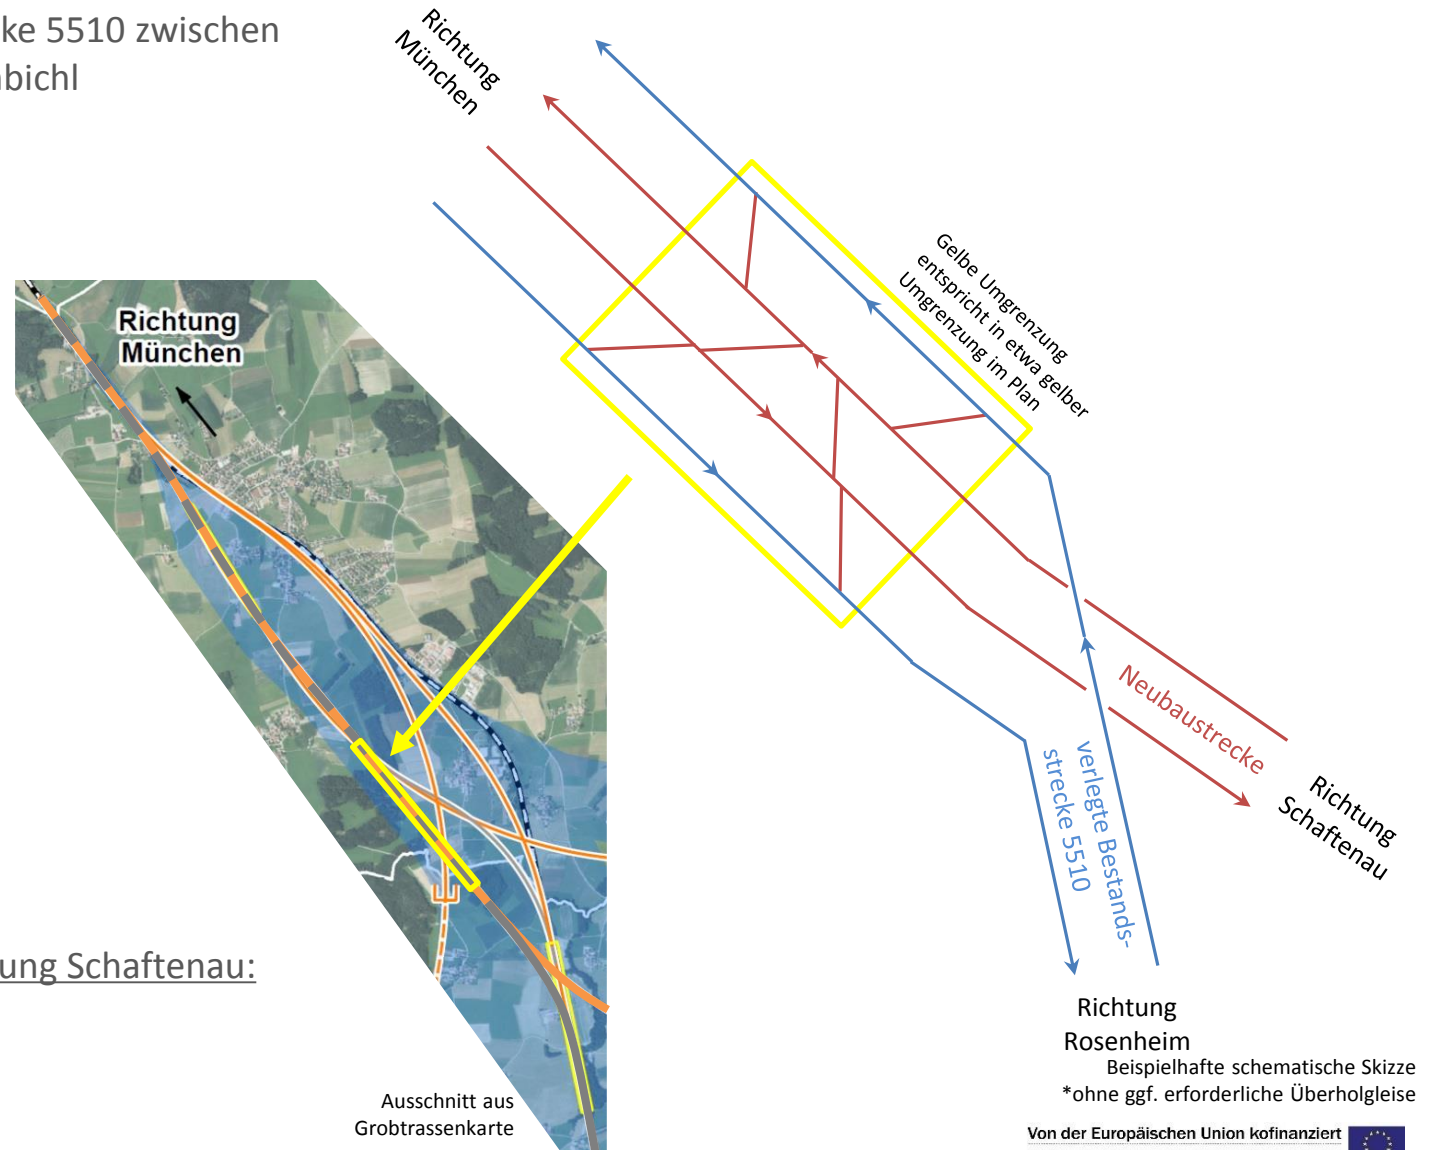 ke 5510 zwischen
bichl
Richtung
München
Gelbe Umgrenzung
entspricht in etwa gelber
Umgrenzung im Plan
Richtung
München
Neubaustrecke
verlegte Bestands-
strecke 5510
Richtung
Schaftenau
ung Schaftenau:
Richtung
Rosenheim
Beispielhafte schematische Skizze
*ohne ggf. erforderliche Überholgleise
Ausschnitt aus
Grobtrassenkarte
Von der Europäischen Union kofinanziert